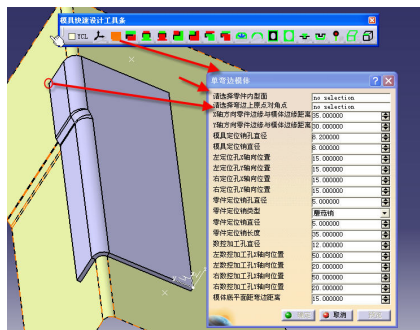 模具快速设计工具条
TCL
单弯边模体
请选择零件内型面 no selection
请选择弯边上原点对角点 no selection
X轴方向零件边缘与模体边缘距离 35.000000
Y轴方向零件边缘与模体边缘距离 30.000000
模具定位销孔直径 8.200000
模具定位销直径 8.000000
左定位孔X轴向位置 15.000000
左定位孔Y轴向位置 15.000000
右定位孔X轴向位置 15.000000
右定位孔Y轴向位置 15.000000
零件定位销孔直径 5.000000
零件定位销类型
零件定位销直径 5.000000
零件定位销长度 35.000000
数控加工孔直径 12.000000
左数控加工孔X轴向位置 50.000000
左数控加工孔Y轴向位置 20.000000
右数控加工孔X轴向位置 50.000000
右数控加工孔Y轴向位置 20.000000
模体底平面距弯边距离 15.000000
确定 取消 预览